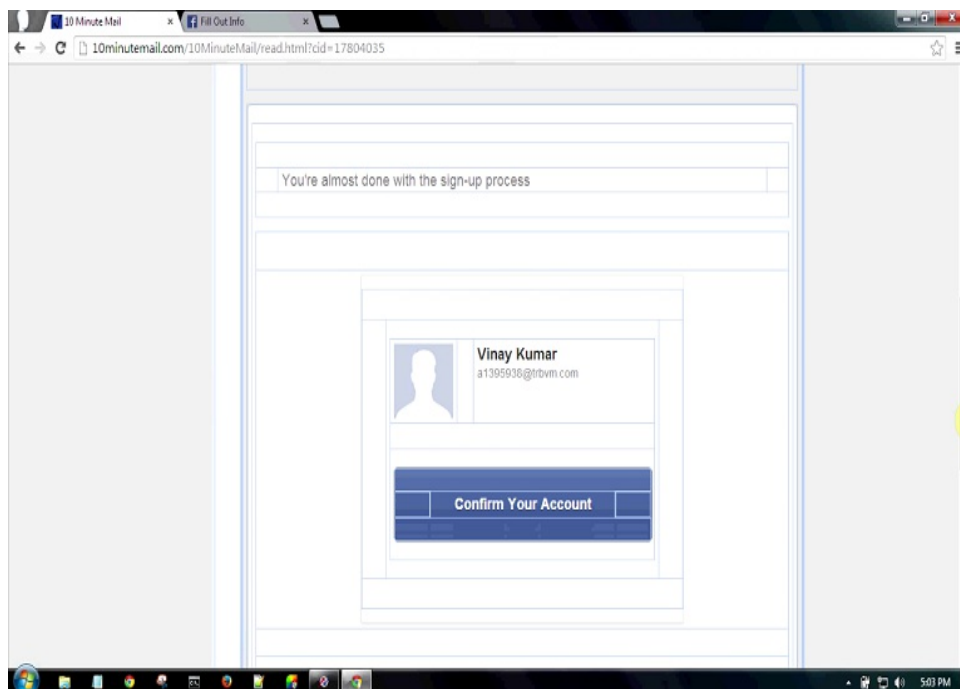 10 Minute Mail
Fill Out Info
10minutemail.com/10MinuteMail/read.html?cid=17804035
You're almost done with the sign-up process
Vinay Kumar
a1395938@trbvm.com
Confirm Your Account
5:03 PM